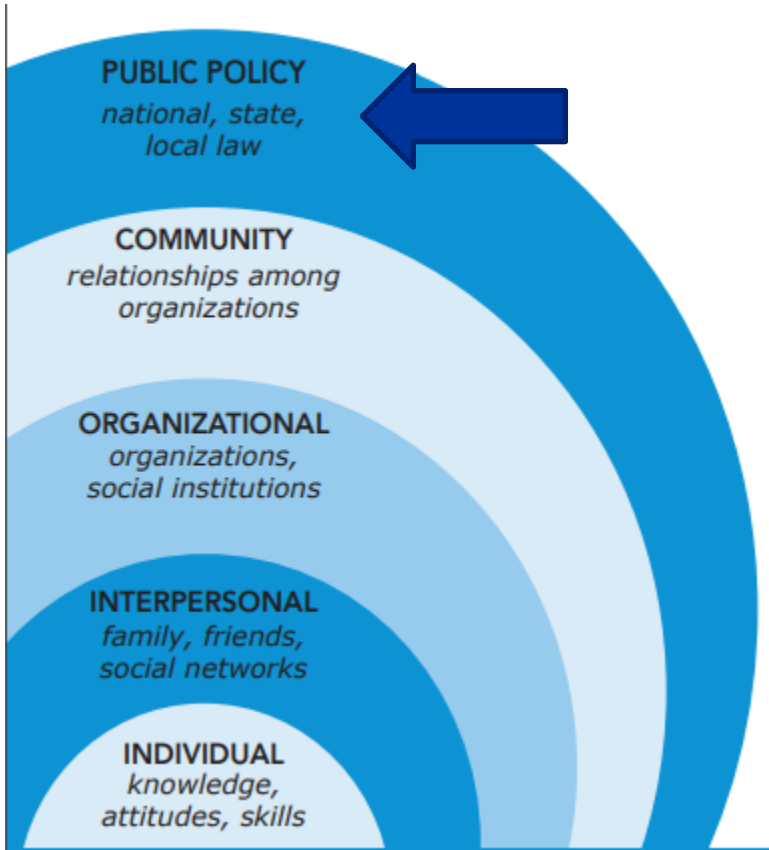 PUBLIC POLICY
national, state,
local law
COMMUNITY
relationships among
organizations
ORGANIZATIONAL
organizations,
social institutions
INTERPERSONAL
family, friends,
social networks
INDIVIDUAL
knowledge,
attitudes, skills